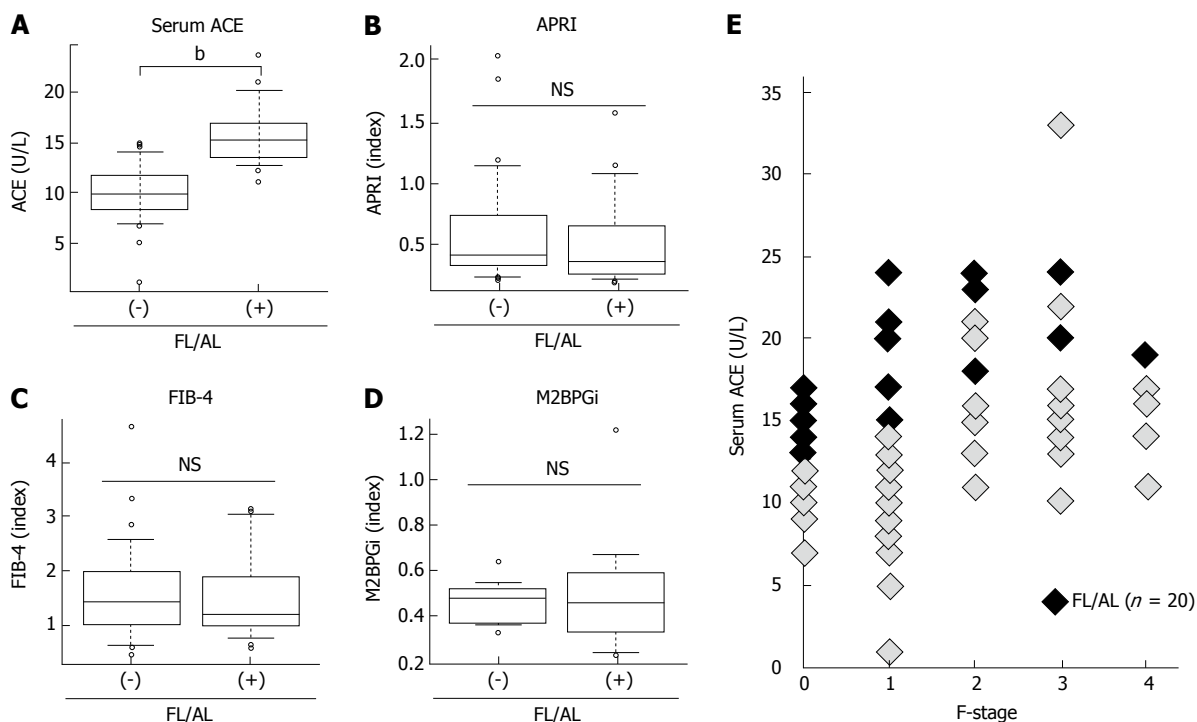 A
Serum ACE
b
ACE (U/L)
20
15
10
5
(-)
(+)
FL/AL
B
APRI
NS
APRI (index)
2.0
1.5
1.0
0.5
(-)
(+)
FL/AL
C
FIB-4
NS
FIB-4 (index)
4
3
2
1
(-)
(+)
FL/AL
D
M2BPGi
NS
M2BPGi (index)
1.2
1.0
0.8
0.6
0.4
0.2
(-)
(+)
FL/AL
E
Serum ACE (U/L)
35
30
25
20
15
10
5
0
0 1 2 3 4
F-stage
FL/AL (n = 20)